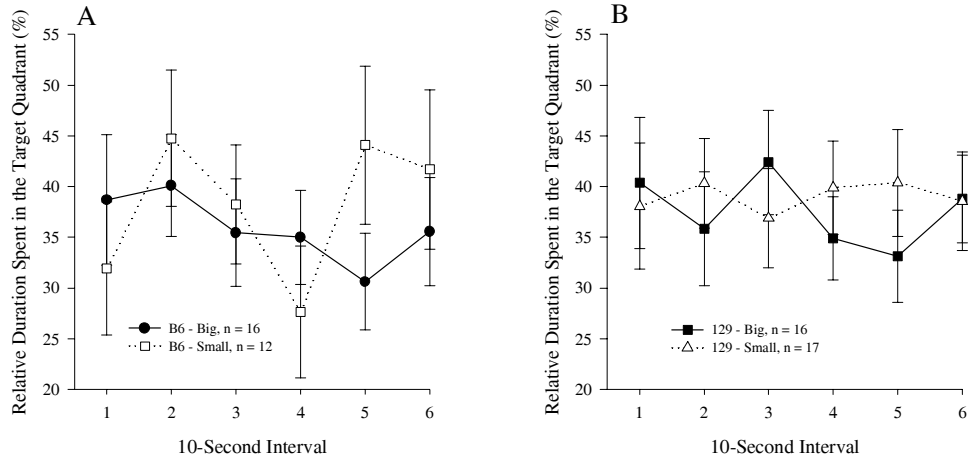 A
Relative Duration Spent in the Target Quadrant (%)
55
50
45
40
35
30
25
20
B6 - Big, n = 16
B6 - Small, n = 12
1 2 3 4 5 6
10-Second Interval
B
Relative Duration Spent in the Target Quadrant (%)
55
50
45
40
35
30
25
20
129 - Big, n = 16
129 - Small, n = 17
1 2 3 4 5 6
10-Second Interval